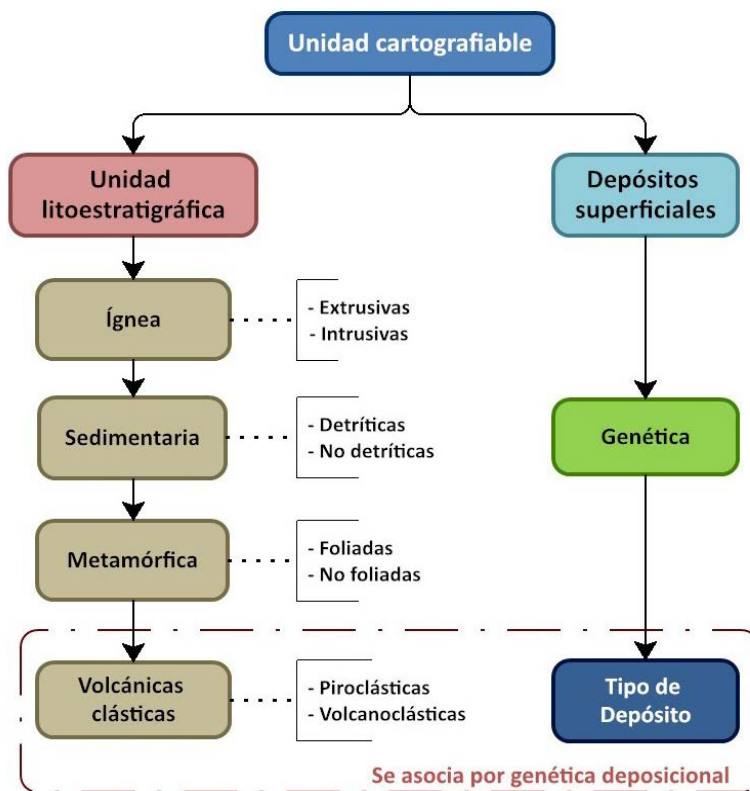 Unidad cartografiable
Unidad
litoestratigráfica
Depósitos
superficiales
Ígnea
- Extrusivas
- Intrusivas
Sedimentaria
- Detríticas
- No detríticas
Genética
Metamórfica
- Foliadas
- No foliadas
Volcánicas
clásticas
- Piroclásticas
- Volcanoclásticas
Tipo de
Depósito
Se asocia por genética deposicional